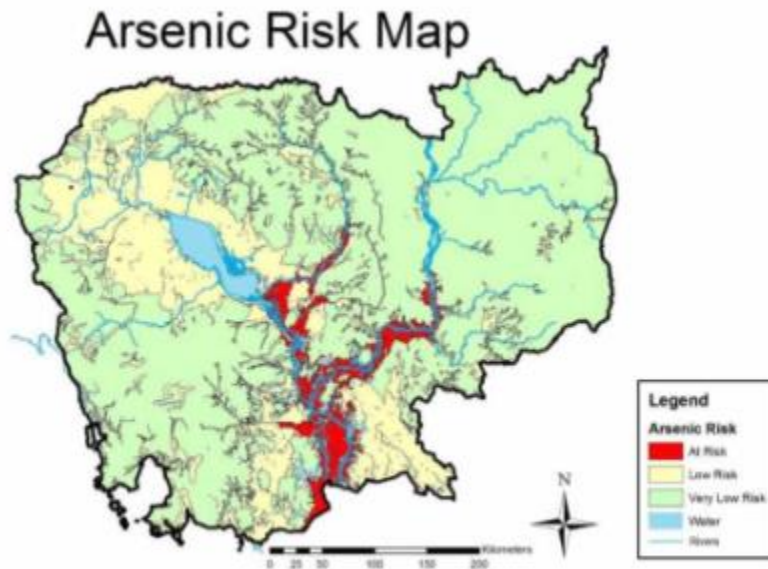 Arsenic Risk Map
Legend
Arsenic Risk
At Risk
Low Risk
Very Low Risk
Water
Rivers
N
Kilometers
0 25 50 100 150 200